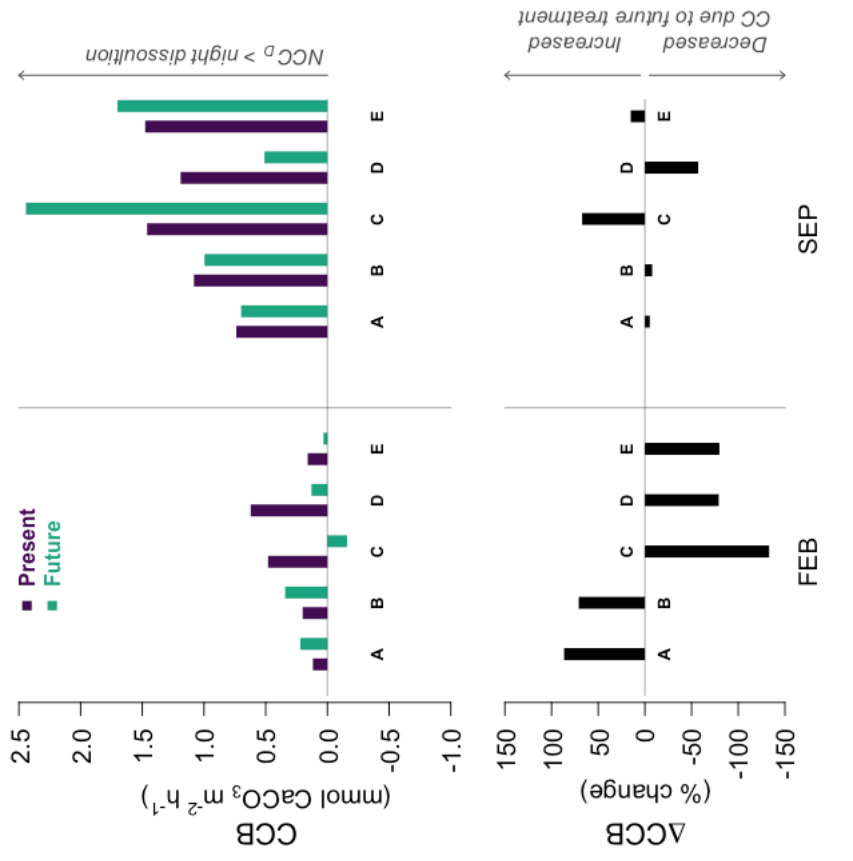 CCB
(mmol CaCO₃ m⁻² h⁻¹)
2.5
2.0
1.5
1.0
0.5
0.0
-0.5
-1.0
Present
Future
NCC D > night dissoultion
A B C D E
A B C D E
ΔCCB
(% change)
150
100
50
0
-50
-100
-150
C D E
A B
A B D
C E
Increased
Decreased
CC due to future treatment
FEB
SEP